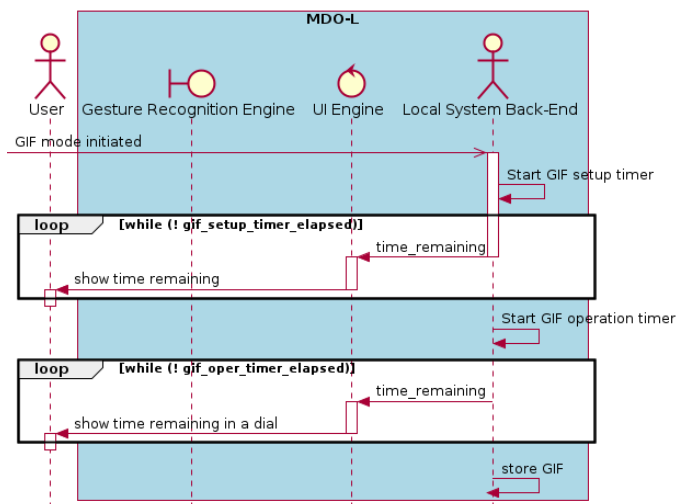 MDO-L
User
Gesture Recognition Engine
UI Engine
Local System Back-End
GIF mode initiated
Start GIF setup timer
loop
[while (! gif_setup_timer_elapsed)]
time_remaining
show time remaining
Start GIF operation timer
loop
[while (! gif_oper_timer_elapsed)]
time_remaining
show time remaining in a dial
store GIF